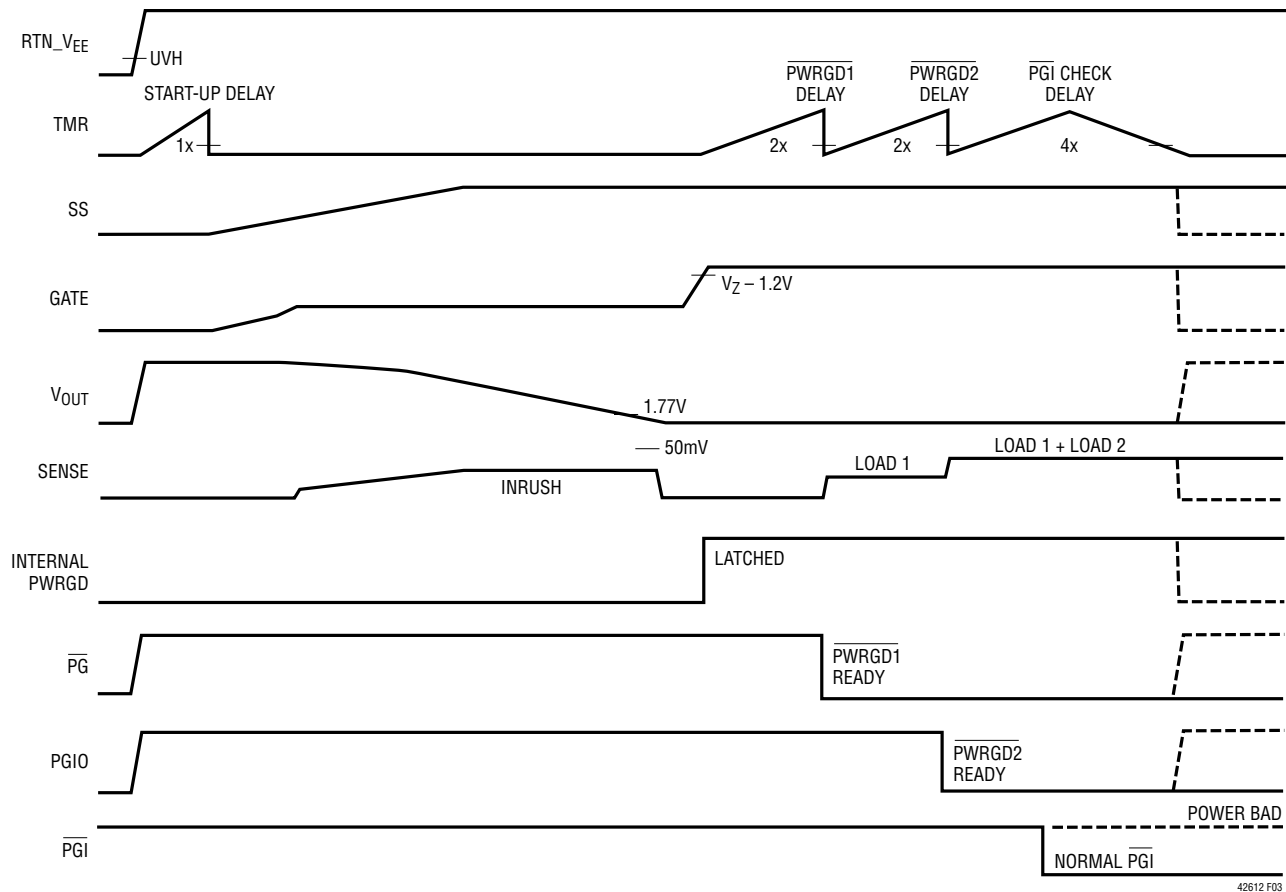 RTN_VEE
UVH
START-UP DELAY
PWRGD1
DELAY
PWRGD2
DELAY
PGI CHECK
DELAY
TMR
1x
2x
2x
4x
SS
GATE
VZ – 1.2V
VOUT
1.77V
50mV
SENSE
INRUSH
LOAD 1
LOAD 1 + LOAD 2
INTERNAL
PWRGD
LATCHED
PG
PWRGD1
READY
PGIO
PWRGD2
READY
POWER BAD
PGI
NORMAL PGI
42612 F03